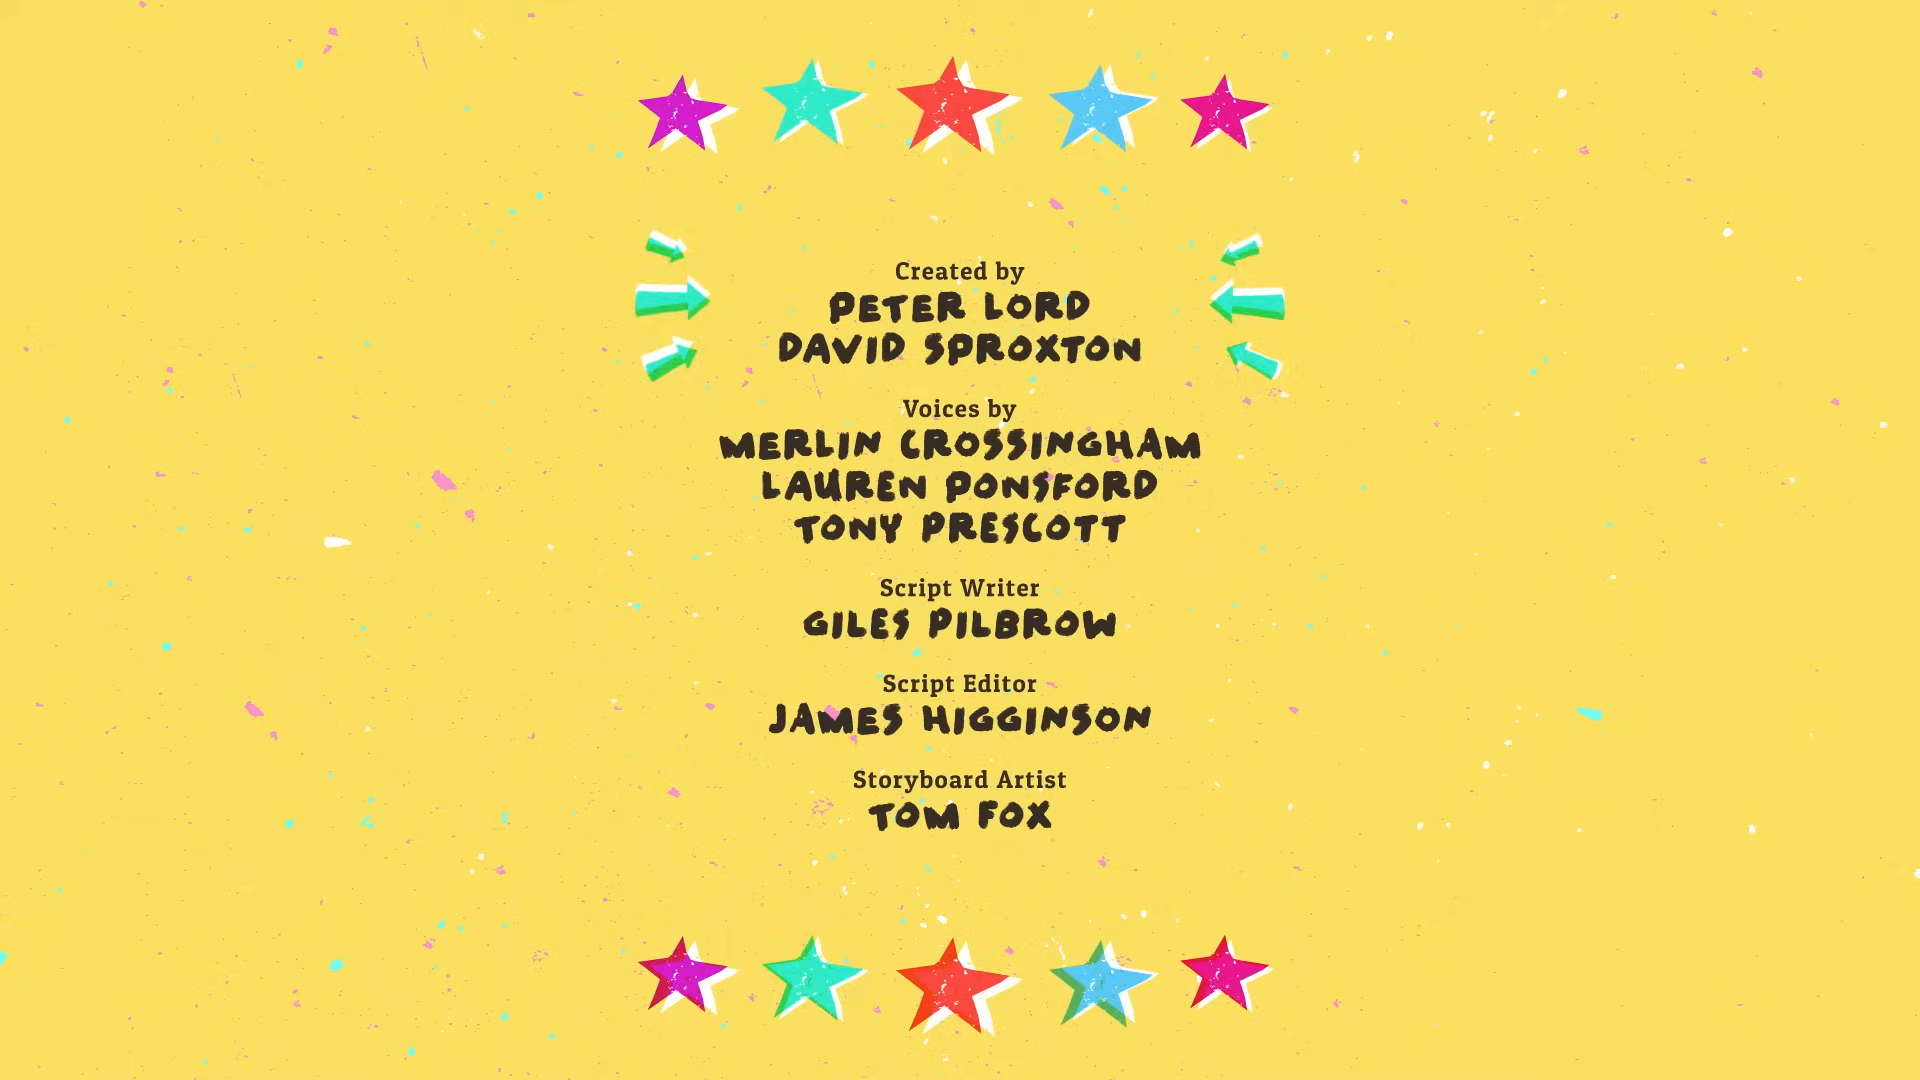 Created by
PETER LORD
DAVID SPROXTON
Voices by
MERLIN CROSSINGHAM
LAUREN PONSFORD
TONY PRESCOTT
Script Writer
GILES PILBROW
Script Editor
JAMES HIGGINSON
Storyboard Artist
TOM FOX